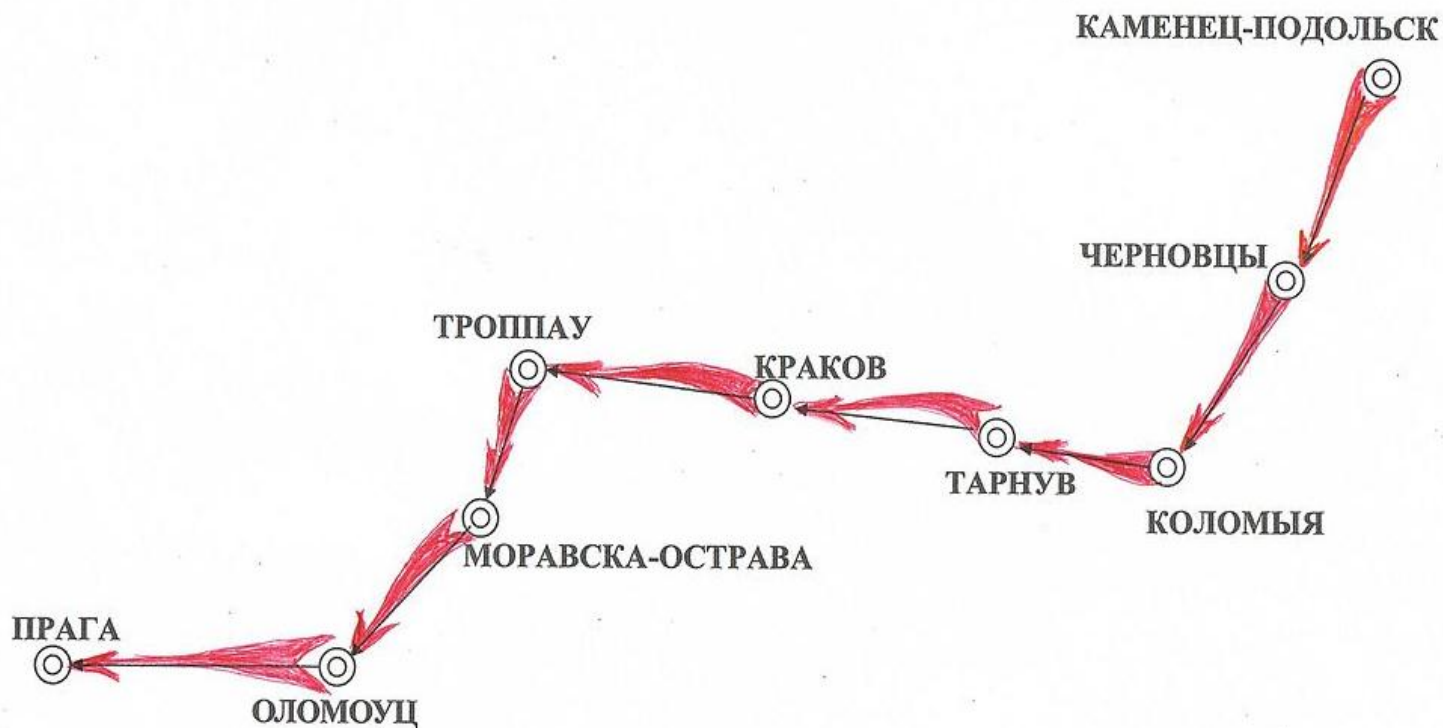 КАМЕНЕЦ-ПОДОЛЬСК
ЧЕРНОВЦЫ
ТРОППАУ
КРАКОВ
ТАРНУВ
КОЛОМЫЯ
МОРАВСКА-ОСТРАВА
ПРАГА
ОЛОМОУЦ